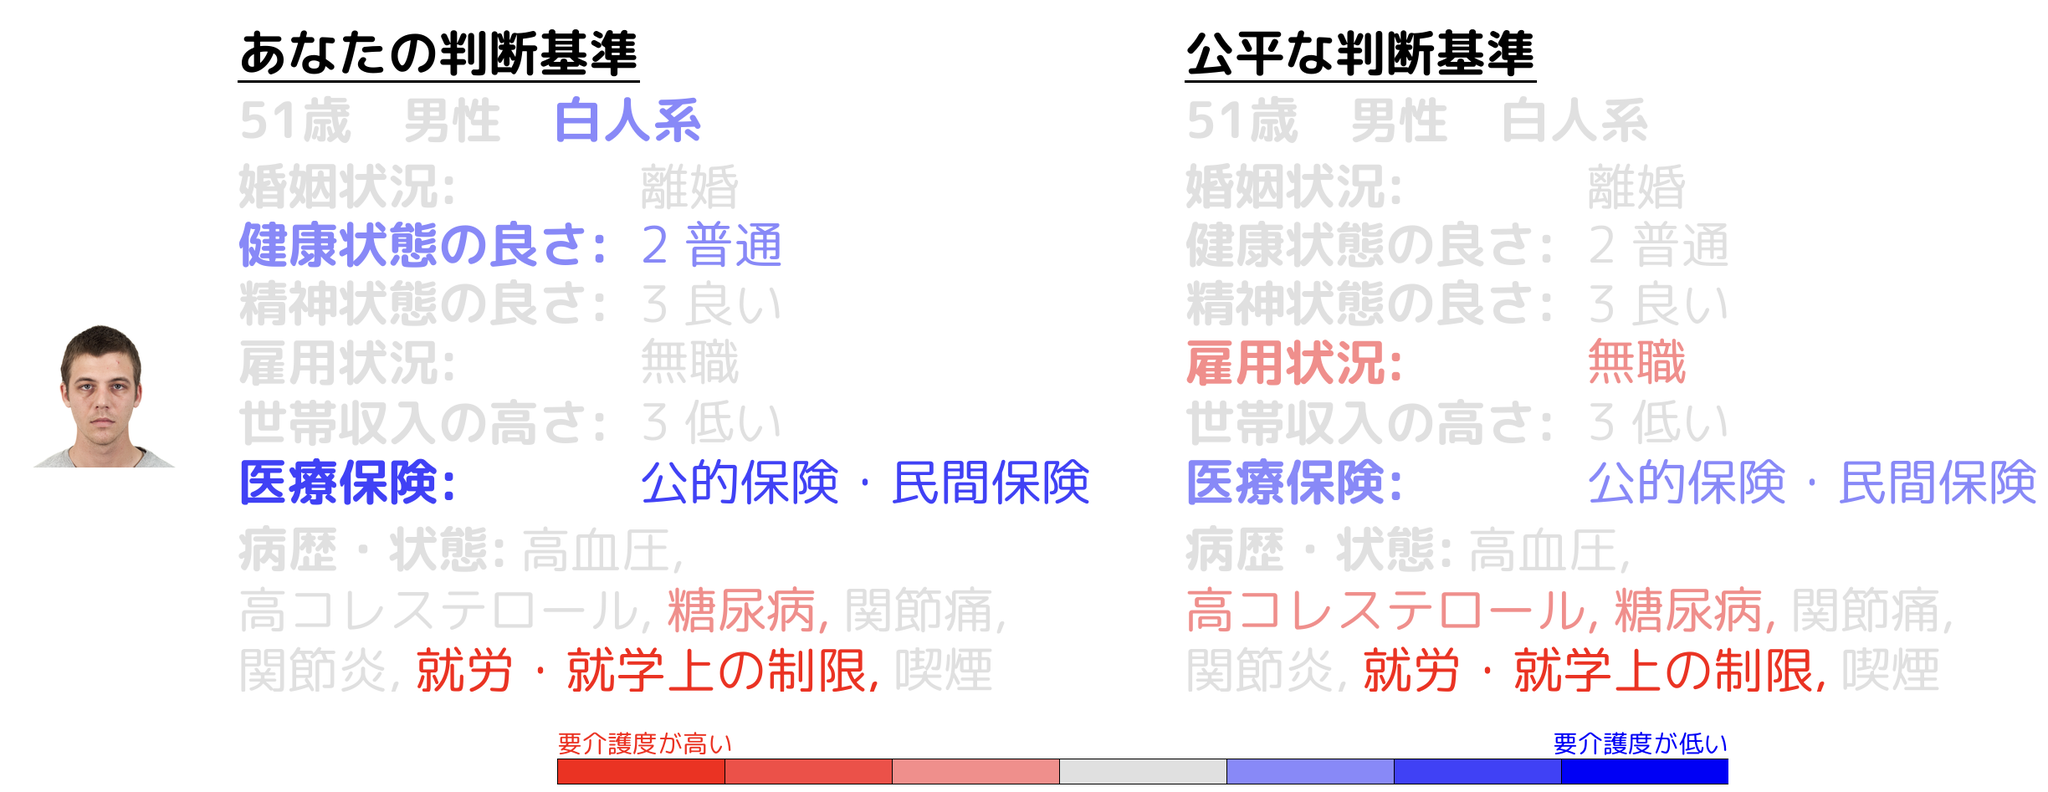 あなたの判断基準
51歳 男性 白人系
婚姻状況: 離婚
健康状態の良さ: 2 普通
精神状態の良さ: 3 良い
雇用状況: 無職
世帯収入の高さ: 3 低い
医療保険: 公的保険・民間保険
病歴・状態: 高血圧,
高コレステロール, 糖尿病, 関節痛,
関節炎, 就労・就学上の制限, 喫煙
公平な判断基準
51歳 男性 白人系
婚姻状況: 離婚
健康状態の良さ: 2 普通
精神状態の良さ: 3 良い
雇用状況: 無職
世帯収入の高さ: 3 低い
医療保険: 公的保険・民間保険
病歴・状態: 高血圧,
高コレステロール, 糖尿病, 関節痛,
関節炎, 就労・就学上の制限, 喫煙
要介護度が高い
要介護度が低い